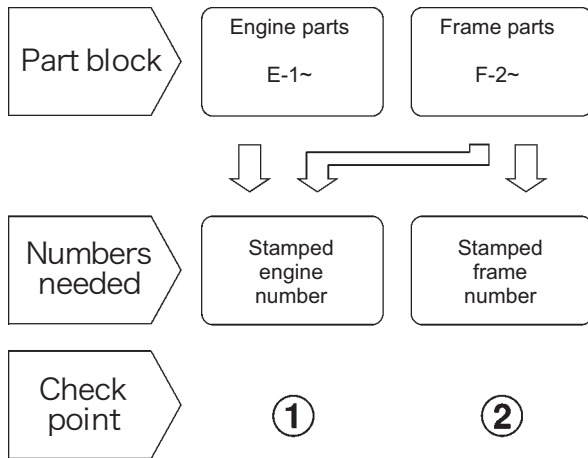 Part block
Engine parts
E-1~
Frame parts
F-2~
Numbers
needed
Stamped
engine
number
Stamped
frame
number
Check
point
①
②